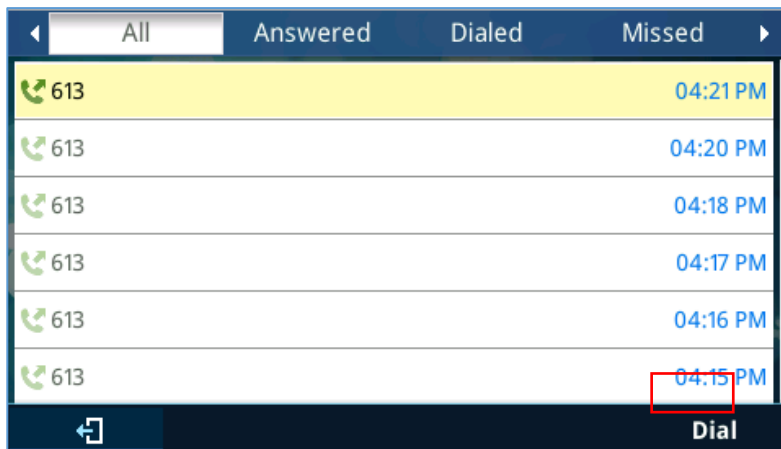 All Answered Dialed Missed
613 04:21 PM
613 04:20 PM
613 04:18 PM
613 04:17 PM
613 04:16 PM
613 04:15 PM
Dial